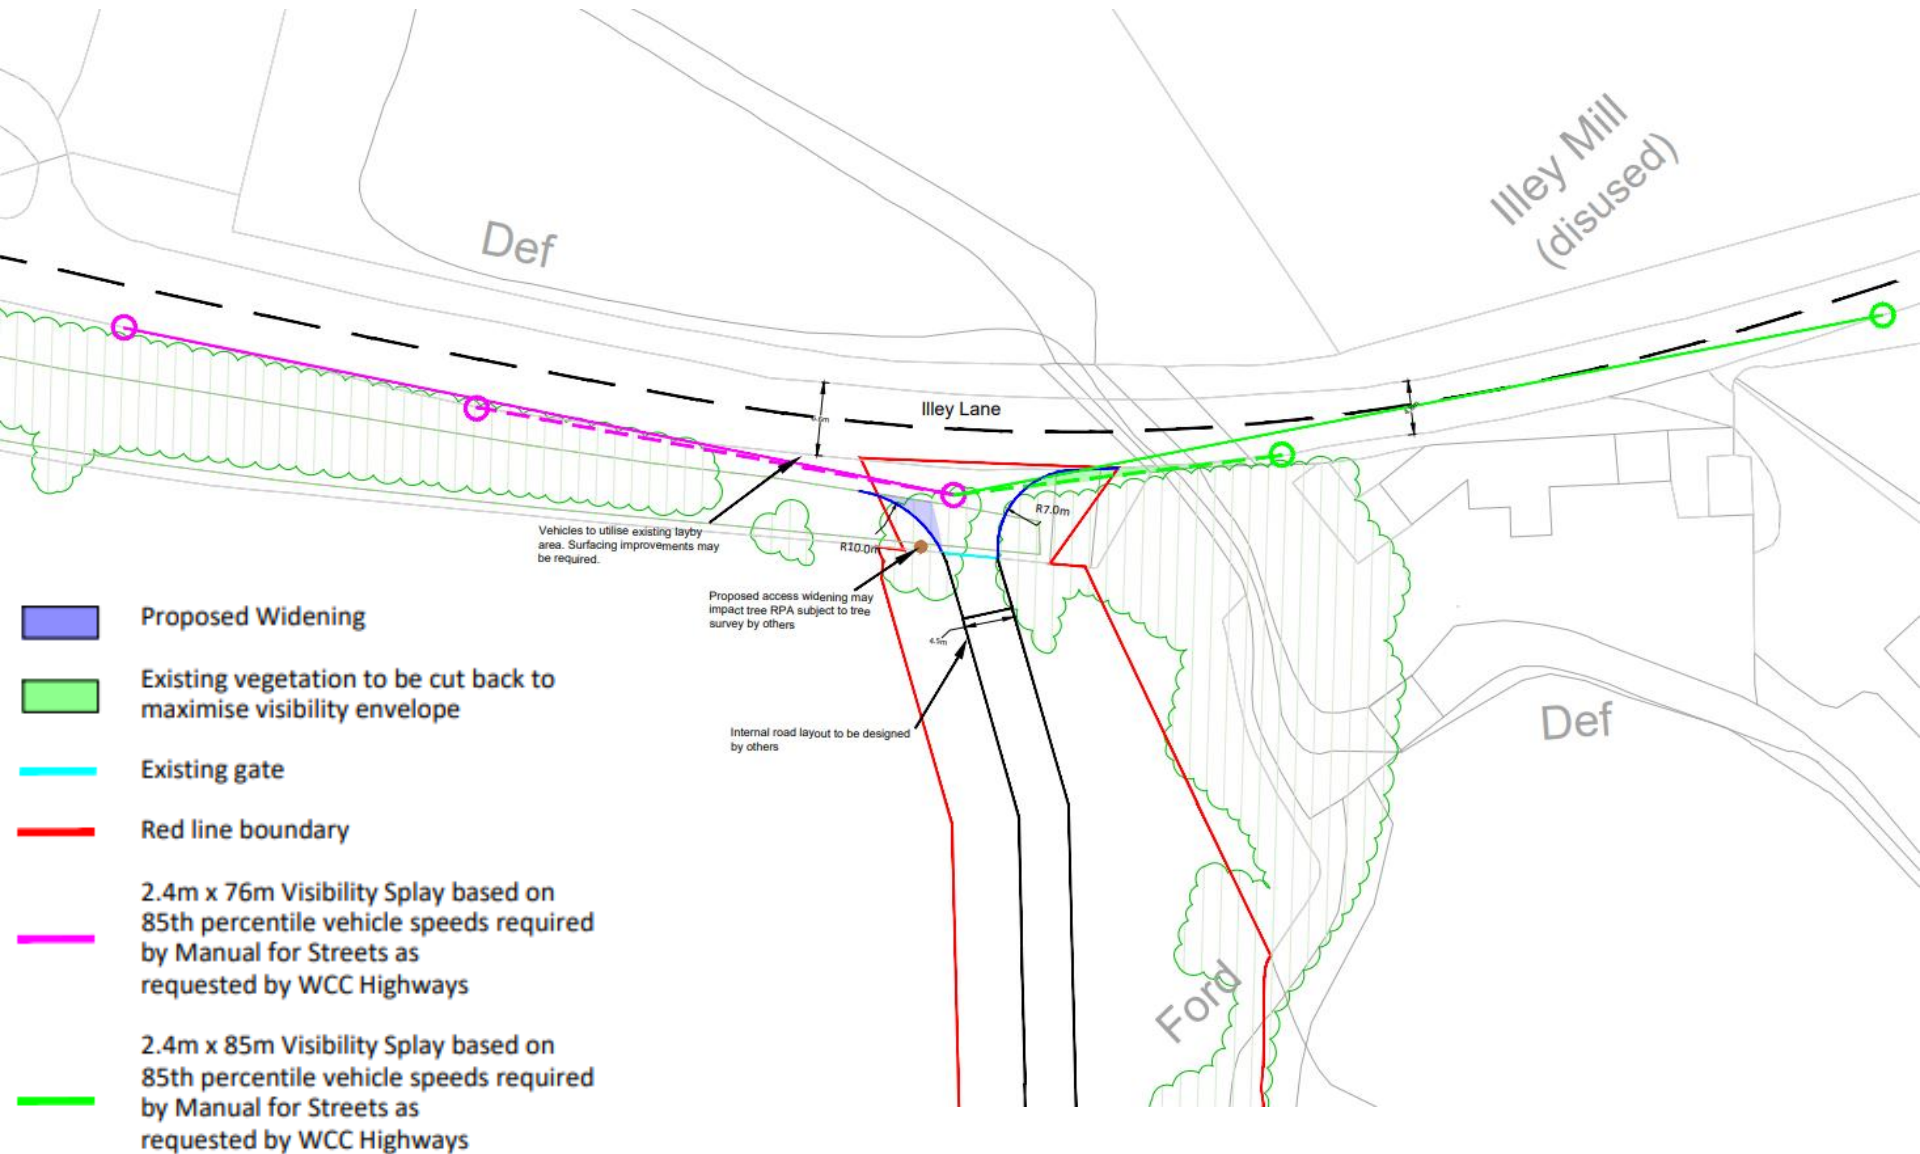 Illey Mill
(disused)
Def
Illey Lane
R7.0m
Vehicles to utilise existing layby
area. Surfacing improvements may
be required.
R10.0m
Proposed access widening may
impact tree RPA subject to tree
survey by others
4.5m
Internal road layout to be designed
by others
Def
Ford
Proposed Widening
Existing vegetation to be cut back to
maximise visibility envelope
Existing gate
Red line boundary
2.4m x 76m Visibility Splay based on
85th percentile vehicle speeds required
by Manual for Streets as
requested by WCC Highways
2.4m x 85m Visibility Splay based on
85th percentile vehicle speeds required
by Manual for Streets as
requested by WCC Highways